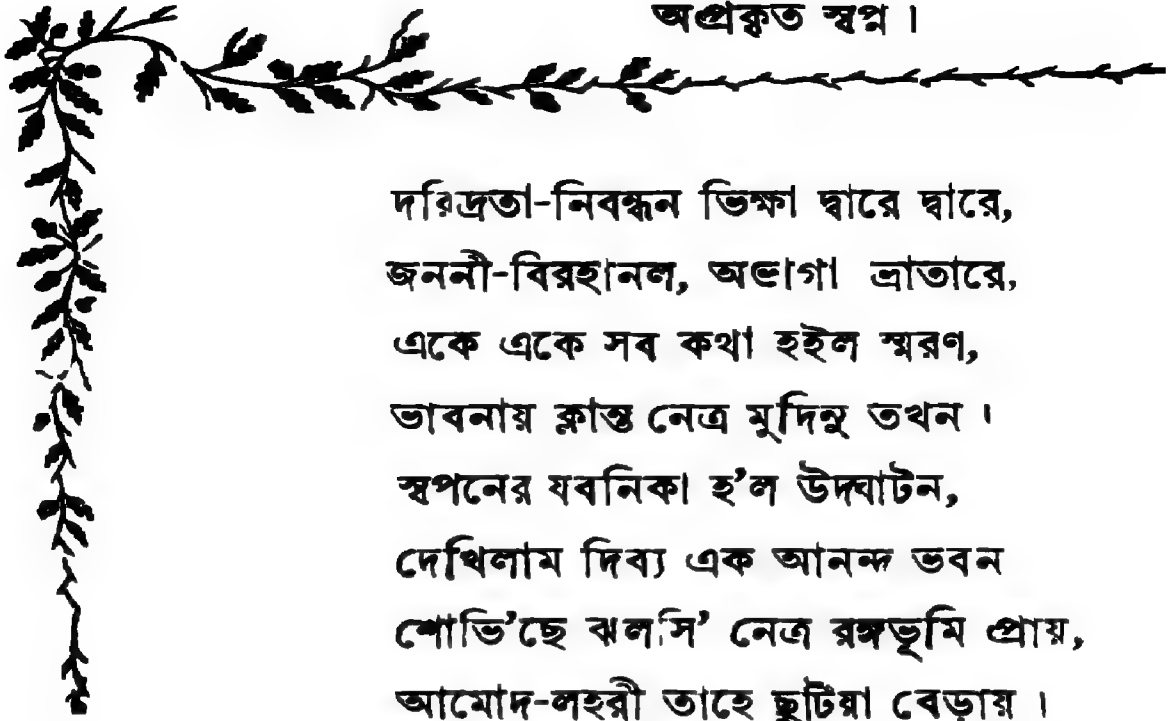 অপ্রকৃত স্বপ্ন ।
দরিদ্রতা-নিবন্ধন ভিক্ষা দ্বারে দ্বারে,
জননী-বিরহানল, অভাগা ভ্রাতারে,
একে একে সব কথা হইল স্মরণ,
ভাবনায় ক্লান্ত নেত্র মুদিনু তখন ।
স্বপনের যবনিকা হ’ল উদ্ঘাটন,
দেখিলাম দিব্য এক আনন্দ ভবন
শোভি’ছে ঝলসি’ নেত্র রঙ্গভূমি প্রায়,
আমোদ-লহরী তাহে ছুটিয়া বেড়ায় ।